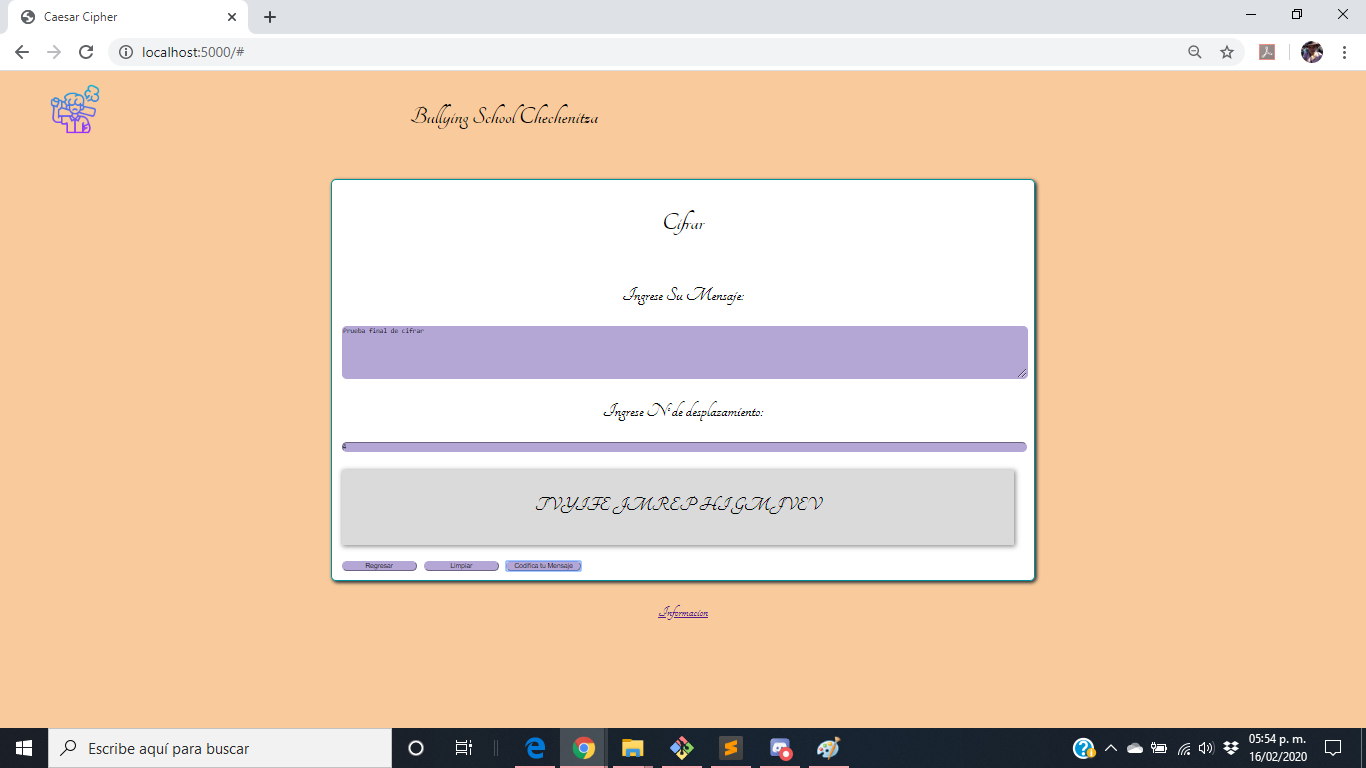 Caesar Cipher
localhost:5000/#
Bullying School Chechenitza
Cifrar
Ingrese Su Mensaje:
Prueba final de cifrar
Ingrese N° de desplazamiento:
4
TVYIFE JMREP HI GMJVEV
Regresar
Limpiar
Codifica tu Mensaje
Informacion
Escribe aquí para buscar
05:54 p. m.
16/02/2020